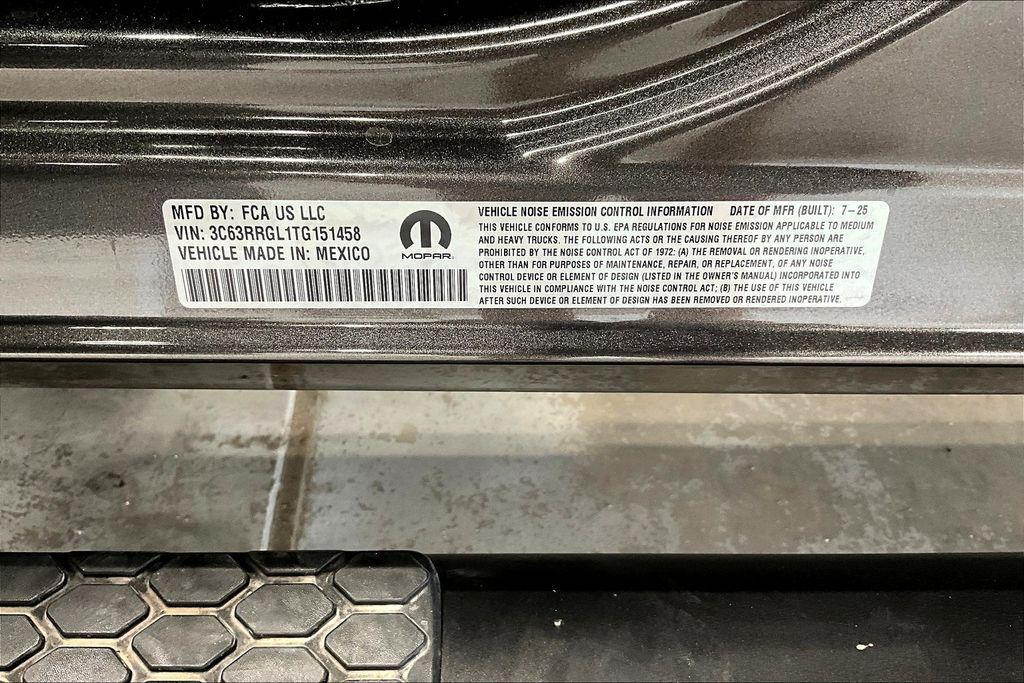 MFD BY: FCA US LLC
VIN: 3C63RRGL1TG151458
VEHICLE MADE IN: MEXICO
MOPAR
VEHICLE NOISE EMISSION CONTROL INFORMATION DATE OF MFR (BUILT): 7-25
THIS VEHICLE CONFORMS TO U.S. EPA REGULATIONS FOR NOISE EMISSION APPLICABLE TO MEDIUM
AND HEAVY TRUCKS. THE FOLLOWING ACTS OR THE CAUSING THEREOF BY ANY PERSON ARE
PROHIBITED BY THE NOISE CONTROL ACT OF 1972: (A) THE REMOVAL OR RENDERING INOPERATIVE,
OTHER THAN FOR PURPOSES OF MAINTENANCE, REPAIR, OR REPLACEMENT, OF ANY NOISE
CONTROL DEVICE OR ELEMENT OF DESIGN (LISTED IN THE OWNER'S MANUAL) INCORPORATED INTO
THIS VEHICLE IN COMPLIANCE WITH THE NOISE CONTROL ACT; (B) THE USE OF THIS VEHICLE
AFTER SUCH DEVICE OR ELEMENT OF DESIGN HAS BEEN REMOVED OR RENDERED INOPERATIVE.